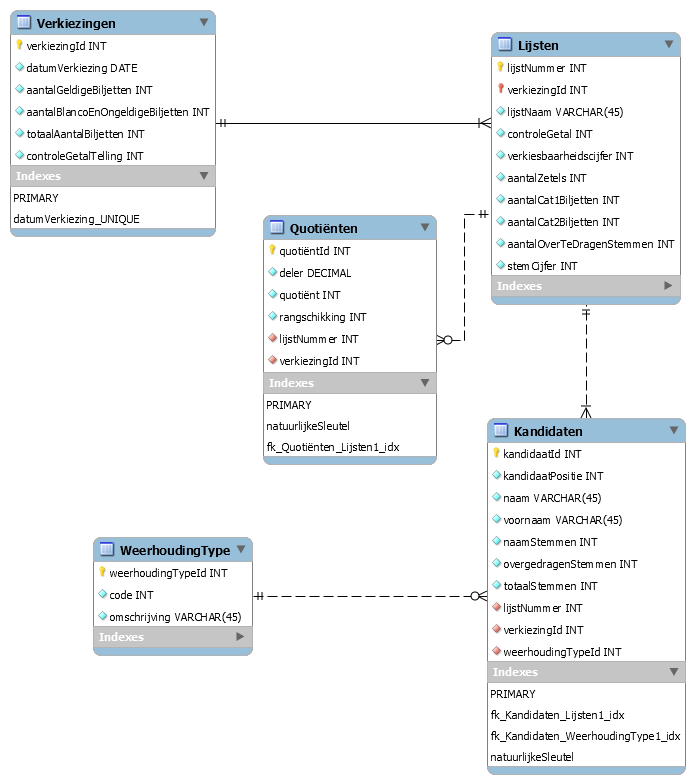 Verkiezingen
verkiezingId INT
datumVerkiezing DATE
aantalGeldigeBiljetten INT
aantalBlancoEnOngeldigeBiljetten INT
totaalAantalBiljetten INT
controleGetalTelling INT
Indexes
PRIMARY
datumVerkiezing_UNIQUE
Lijsten
lijstNummer INT
verkiezingId INT
lijstNaam VARCHAR(45)
controleGetal INT
verkiesbaarheidscijfer INT
aantalZetels INT
aantalCat1Biljetten INT
aantalCat2Biljetten INT
aantalOverTeDragenStemmen INT
stemCijfer INT
Indexes
Quotiënten
quotiëntId INT
deler DECIMAL
quotiënt INT
rangschikking INT
lijstNummer INT
verkiezingId INT
Indexes
PRIMARY
natuurlijkeSleutel
fk_Quotiënten_Lijsten1_idx
Kandidaten
kandidaatId INT
kandidaatPositie INT
naam VARCHAR(45)
voornaam VARCHAR(45)
naamStemmen INT
overgedragenStemmen INT
totaalStemmen INT
lijstNummer INT
verkiezingId INT
weerhoudingTypeId INT
Indexes
PRIMARY
fk_Kandidaten_Lijsten1_idx
fk_Kandidaten_WeerhoudingType1_idx
natuurlijkeSleutel
WeerhoudingType
weerhoudingTypeId INT
code INT
omschrijving VARCHAR(45)
Indexes